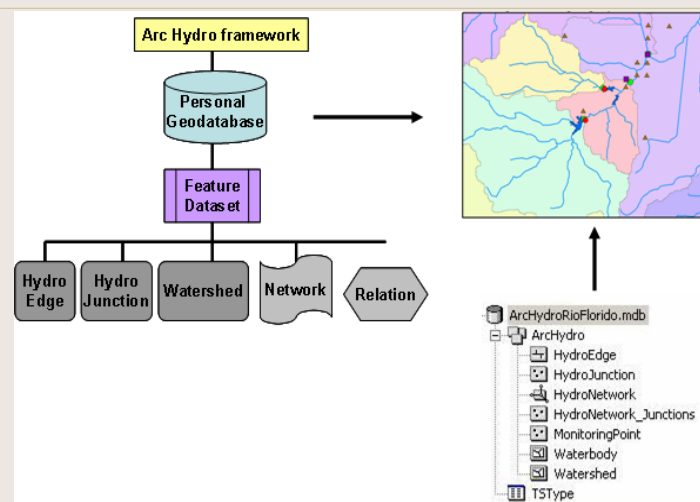 Arc Hydro framework
Personal
Geodatabase
Feature
Dataset
Hydro
Edge
Hydro
Junction
Watershed
Network
Relation
ArcHydroRioFlorido.mdb
ArcHydro
HydroEdge
HydroJunction
HydroNetwork
HydroNetwork_Junctions
MonitoringPoint
Waterbody
Watershed
TSType